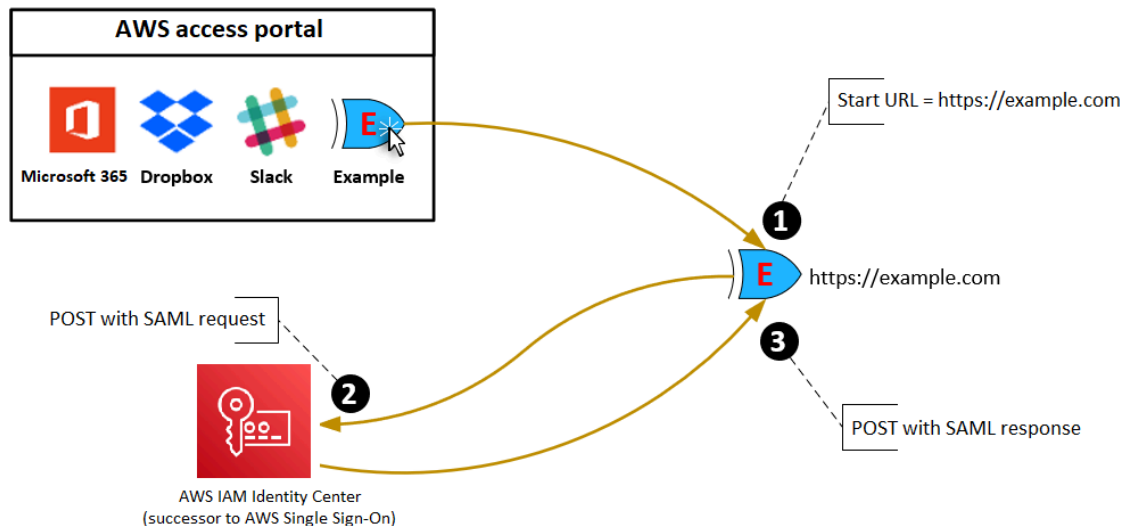 AWS access portal
E
Microsoft 365
Dropbox
Slack
Example
Start URL = https://example.com
1
E
https://example.com
POST with SAML request
2
3
POST with SAML response
AWS IAM Identity Center
(successor to AWS Single Sign-On)